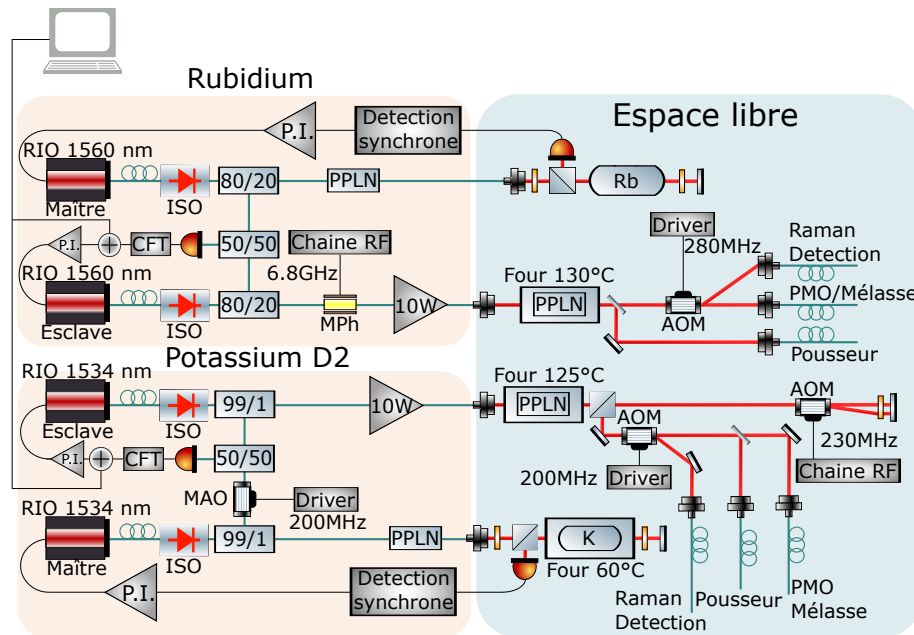 Rubidium
Espace libre
P.I.
Detection
synchrone
RIO 1560 nm
Maître
ISO
80/20
PPLN
Rb
P.I.
CFT
50/50
Chaine RF
6.8GHz
Driver
280MHz
Raman
Detection
RIO 1560 nm
Esclave
ISO
80/20
MPh
10W
Four 130°C
PPLN
AOM
PMO/Mélasse
Pousseur
Potassium D2
RIO 1534 nm
Esclave
ISO
99/1
10W
Four 125°C
PPLN
AOM
AOM
230MHz
Chaine RF
P.I.
CFT
50/50
200MHz
Driver
MAO
Driver
200MHz
RIO 1534 nm
Maître
ISO
99/1
PPLN
K
Four 60°C
P.I.
Detection
synchrone
Raman
Detection
Pousseur
PMO
Mélasse